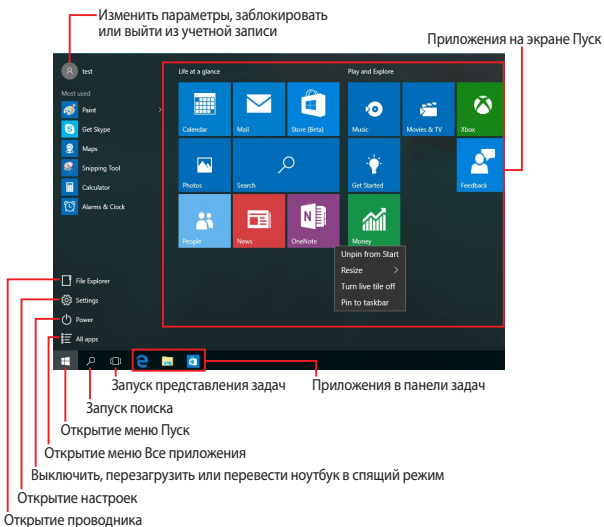 Изменить параметры, заблокировать
или выйти из учетной записи
Приложения на экране Пуск
test
Life at a glance
Play and Explore
Most used
Paint
Get Skype
Maps
Snipping Tool
Calculator
Alarms & Clock
Calendar
Mail
Store (Beta)
Music
Movies & TV
Xbox
Photos
Search
Get Started
Feedback
People
News
OneNote
Money
Unpin from Start
Resize
Turn live tile off
Pin to taskbar
File Explorer
Settings
Power
All apps
Запуск представления задач
Приложения в панели задач
Запуск поиска
Открытие меню Пуск
Открытие меню Все приложения
Выключить, перезагрузить или перевести ноутбук в спящий режим
Открытие настроек
Открытие проводника